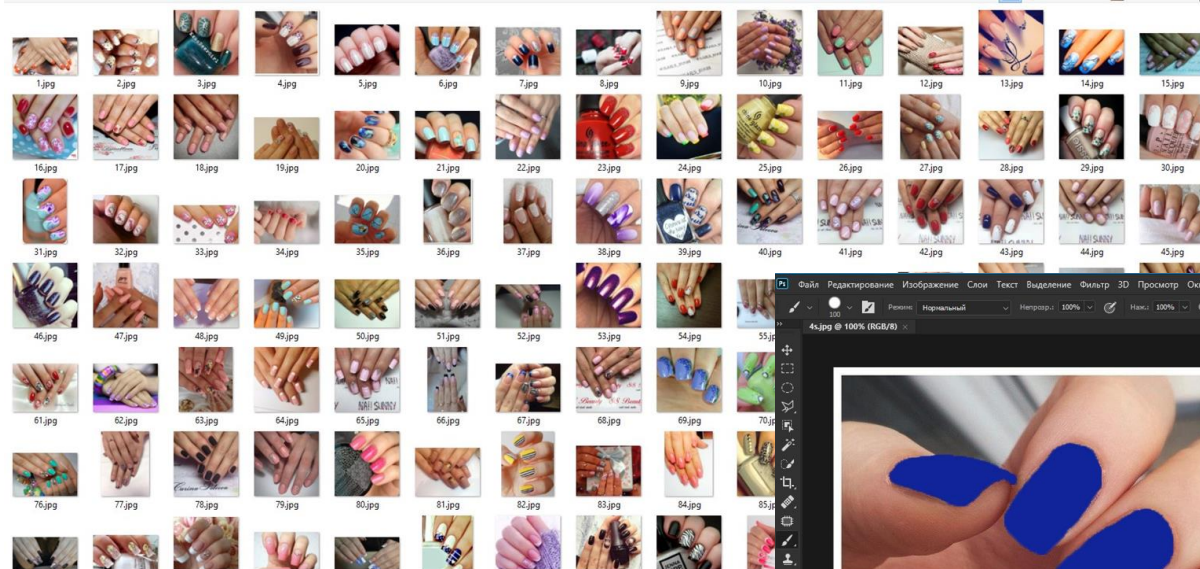 1.jpg 2.jpg 3.jpg 4.jpg 5.jpg 6.jpg 7.jpg 8.jpg 9.jpg 10.jpg 11.jpg 12.jpg 13.jpg 14.jpg 15.jpg
16.jpg 17.jpg 18.jpg 19.jpg 20.jpg 21.jpg 22.jpg 23.jpg 24.jpg 25.jpg 26.jpg 27.jpg 28.jpg 29.jpg 30.jpg
31.jpg 32.jpg 33.jpg 34.jpg 35.jpg 36.jpg 37.jpg 38.jpg 39.jpg 40.jpg 41.jpg 42.jpg 43.jpg 44.jpg 45.jpg
46.jpg 47.jpg 48.jpg 49.jpg 50.jpg 51.jpg 52.jpg 53.jpg 54.jpg 55.jp
Ps Файл Редактирование Изображение Слои Текст Выделение Фильтр 3D Просмотр
100 Режим: Нормальный Непрозр.: 100% Наж.: 100%
4s.jpg @ 100% (RGB/8) ×
61.jpg 62.jpg 63.jpg 64.jpg 65.jpg 66.jpg 67.jpg 68.jpg 69.jpg 70.j
76.jpg 77.jpg 78.jpg 79.jpg 80.jpg 81.jpg 82.jpg 83.jpg 84.jpg 85.jp